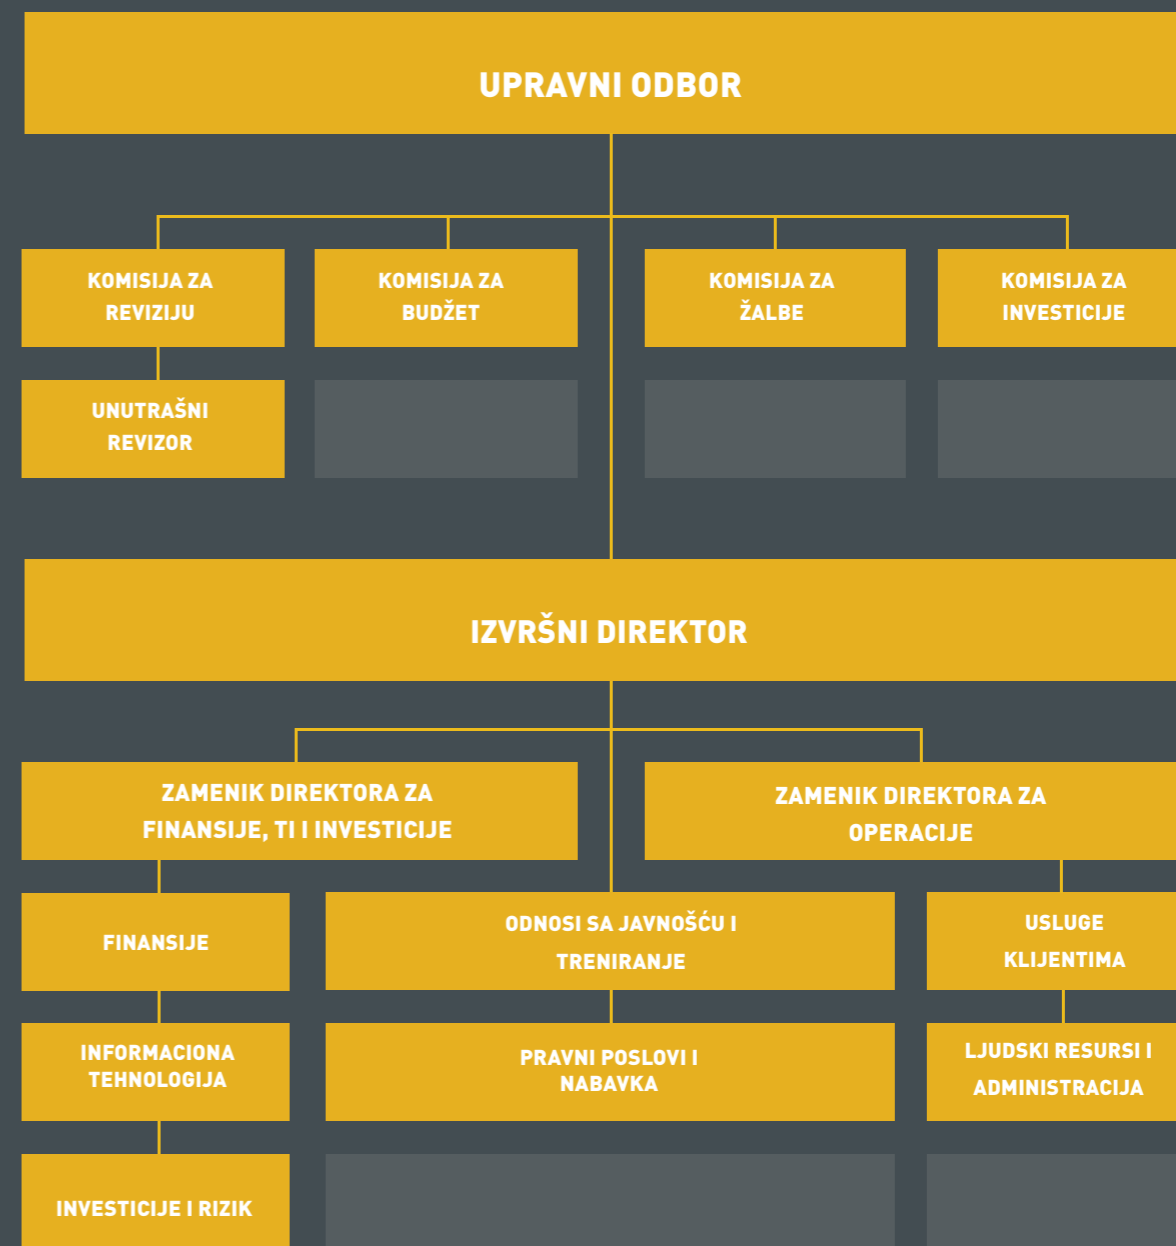 UPRAVNI ODBOR
KOMISIJA ZA
REVIZIJU
KOMISIJA ZA
BUDŽET
KOMISIJA ZA
ŽALBE
KOMISIJA ZA
INVESTICIJE
UNUTRAŠNI
REVIZOR
IZVRŠNI DIREKTOR
ZAMENIK DIREKTORA ZA
FINANSIJE, TI I INVESTICIJE
ZAMENIK DIREKTORA ZA
OPERACIJE
FINANSIJE
ODNOSI SA JAVNOŠĆU I
TRENIRANJE
USLUGE
KLIJENTIMA
INFORMACIONA
TEHNOLOGIJA
PRAVNI POSLOVI I
NABAVKA
LJUDSKI RESURSI I
ADMINISTRACIJA
INVESTICIJE I RIZIK